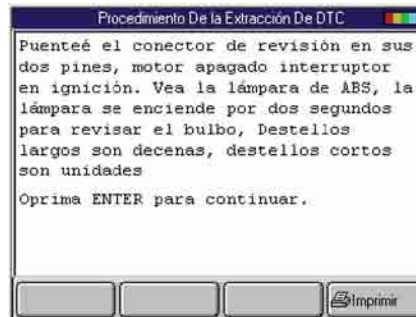 Procedimiento De la Extracción De DTC
Puenteé el conector de revisión en sus
dos pines, motor apagado interruptor
en ignición. Vea la lámpara de ABS, la
lámpara se enciende por dos segundos
para revisar el bulbo, Destellos
largos son decenas, destellos cortos
son unidades
Oprima ENTER para continuar.
Imprimir